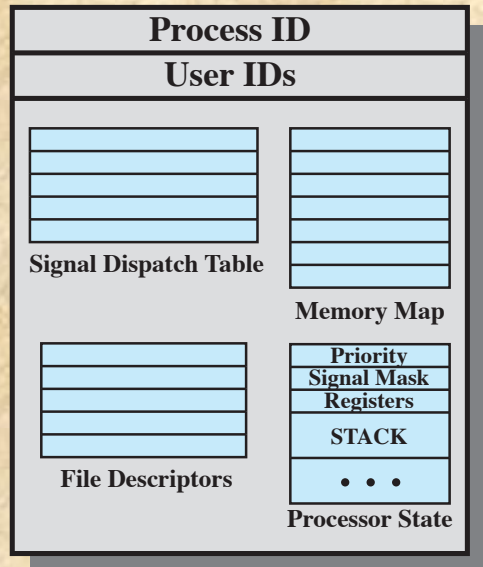 Process ID
User IDs
Signal Dispatch Table
Memory Map
File Descriptors
Priority
Signal Mask
Registers
STACK
• • •
Processor State